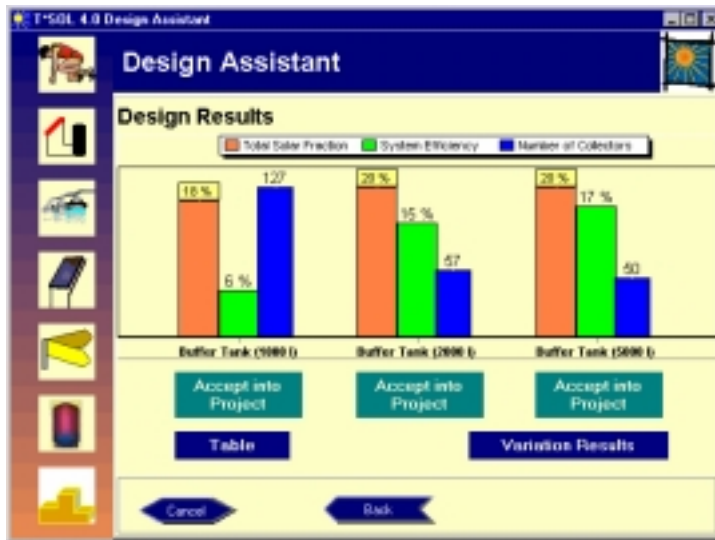 T*SOL 4.0 Design Assistant
Design Assistant
Design Results
Total Solar Fraction System Efficiency Number of Collectors
18 % 6 % 127 20 % 15 % 57 20 % 17 % 50
Buffer Tank (1000 l) Buffer Tank (2000 l) Buffer Tank (5000 l)
Accept into Project Accept into Project Accept into Project
Table Variation Results
Cancel Back